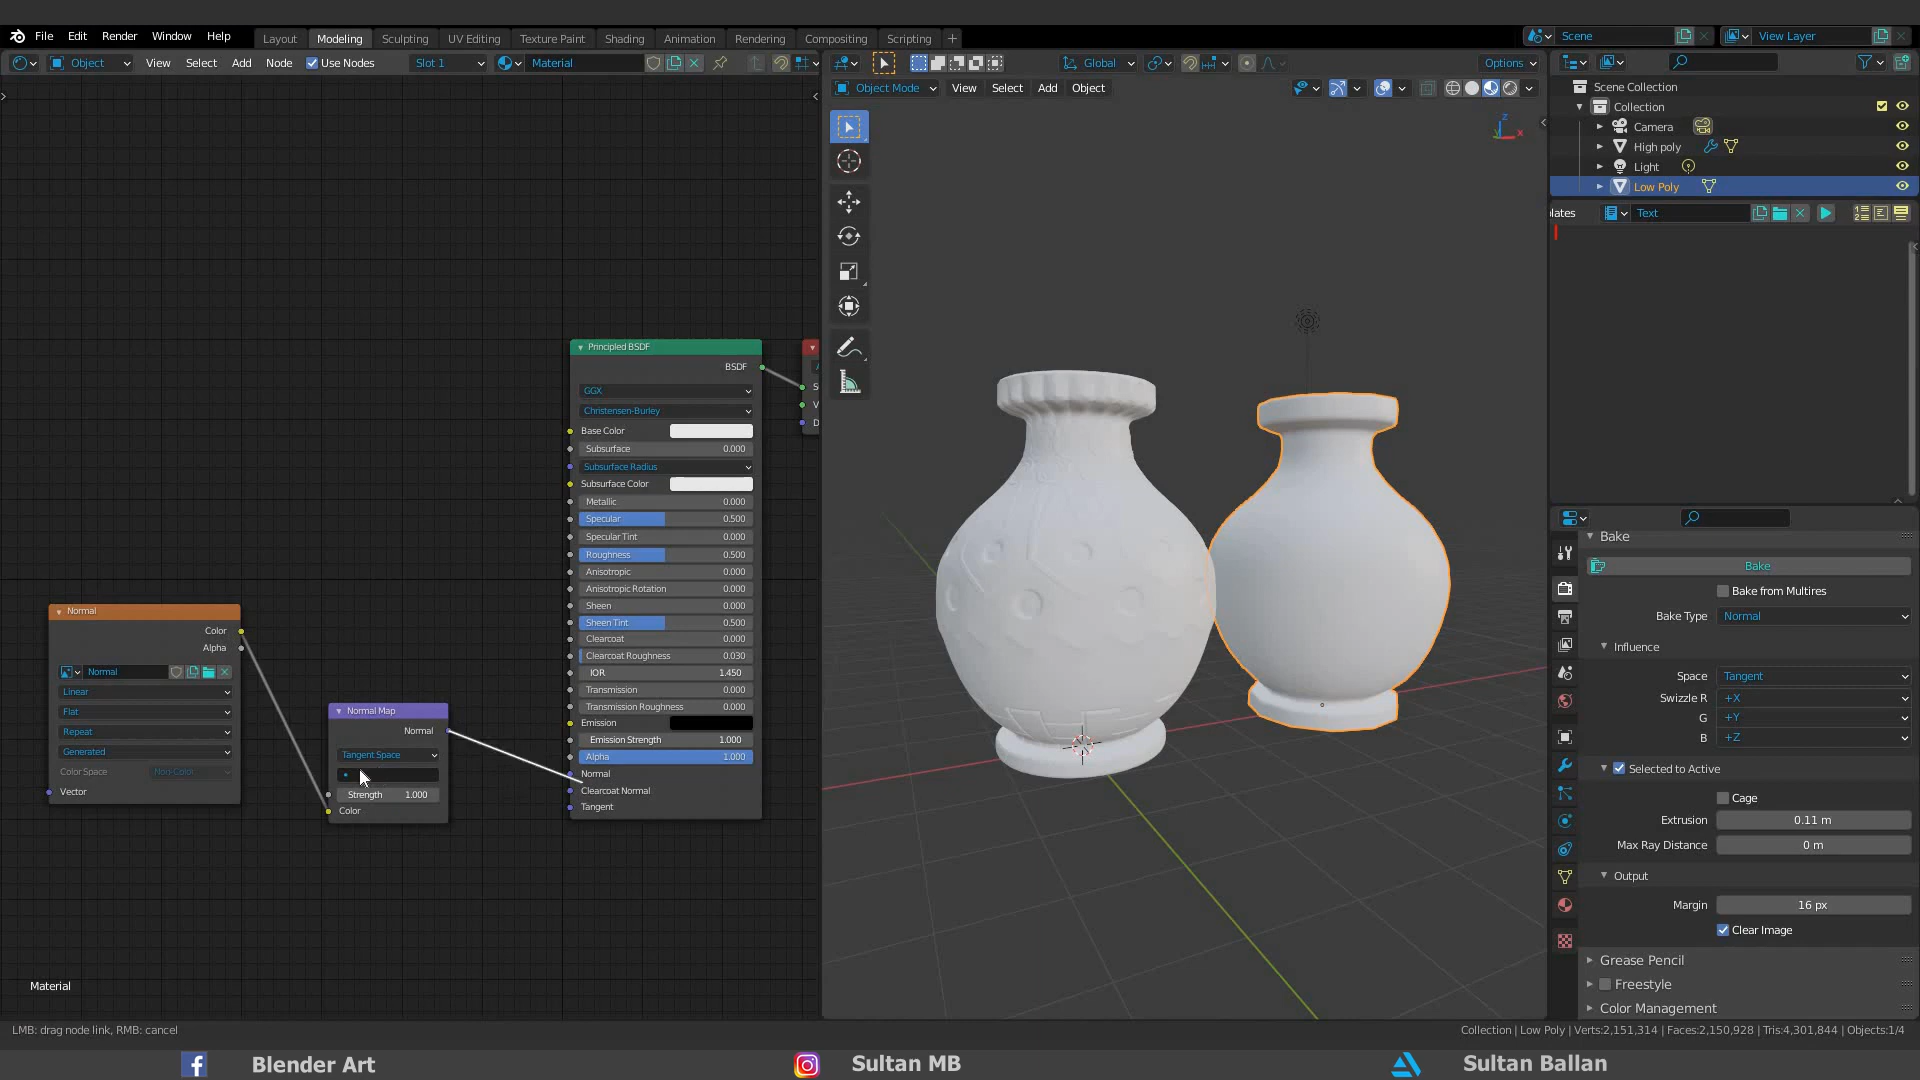 File Edit Render Window Help Layout Modeling Sculpting UV Editing Texture Paint Shading Animation Rendering Compositing Scripting + Scene View Layer
Object View Select Add Node Use Nodes Slot 1 Material Global Options
Object Mode View Select Add Object
Z
X
Y
Scene Collection
Collection
Camera
High poly
Light
Low Poly
lates Text
Principled BSDF
BSDF
GGX
Christensen-Burley
Base Color
Subsurface 0.000
Subsurface Radius
Subsurface Color
Metallic 0.000
Specular 0.500
Specular Tint 0.000
Roughness 0.500
Anisotropic 0.000
Anisotropic Rotation 0.000
Sheen 0.000
Sheen Tint 0.500
Clearcoat 0.000
Clearcoat Roughness 0.030
IOR 1.450
Transmission 0.000
Transmission Roughness 0.000
Emission
Emission Strength 1.000
Alpha 1.000
Normal
Clearcoat Normal
Tangent
S
V
D
Normal
Color
Alpha
Normal
Linear
Flat
Repeat
Generated
Color Space Non-Color
Vector
Normal Map
Normal
Tangent Space
Strength 1.000
Color
Material
Bake
Bake
Bake from Multires
Bake Type Normal
Influence
Space Tangent
Swizzle R +X
G +Y
B +Z
Selected to Active
Cage
Extrusion 0.11 m
Max Ray Distance 0 m
Output
Margin 16 px
Clear Image
Grease Pencil
Freestyle
Color Management
LMB: drag node link, RMB: cancel
Collection | Low Poly | Verts:2,151,314 | Faces:2,150,928 | Tris:4,301,844 | Objects:1/4
Blender Art Sultan MB Sultan Ballan